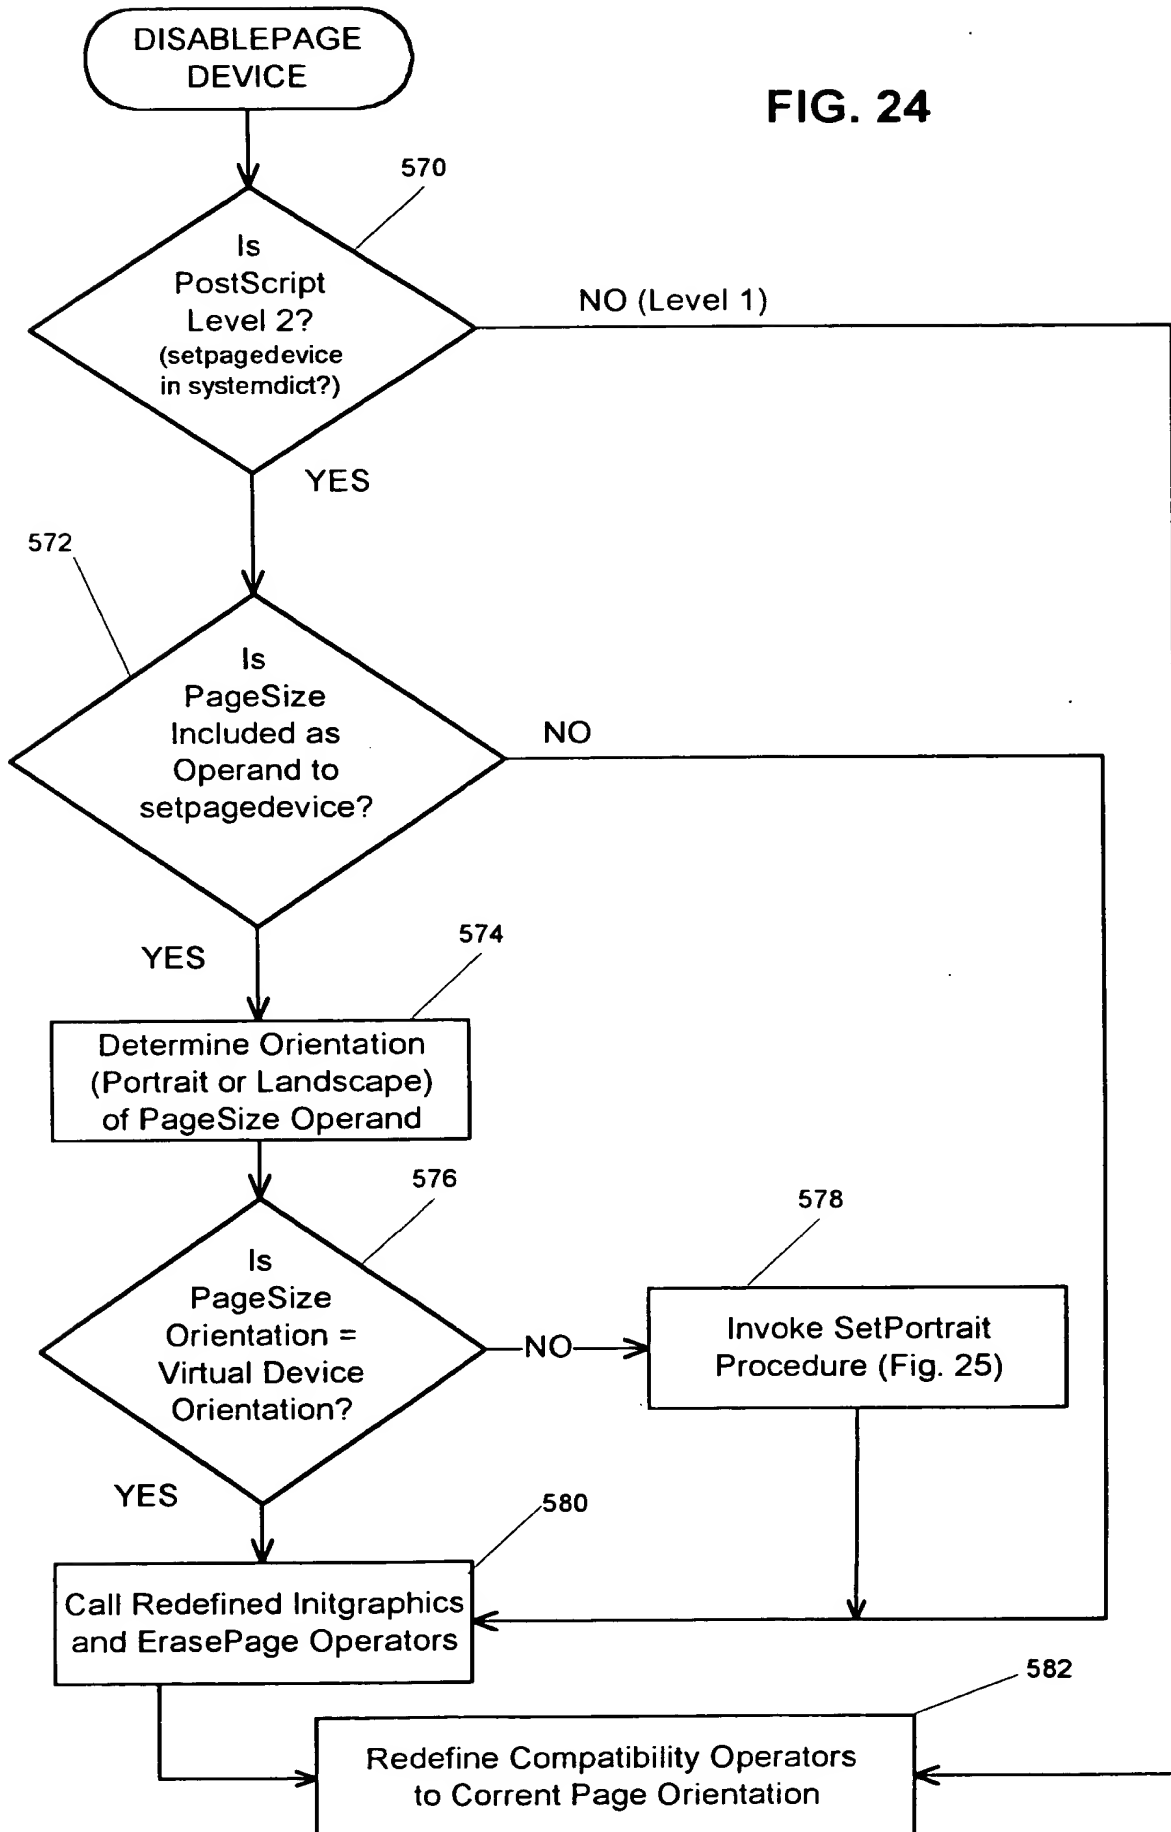 DISABLEPAGE
DEVICE
FIG. 24
570
Is
PostScript
Level 2?
(setpagedevice
in systemdict?)
NO (Level 1)
YES
572
Is
PageSize
Included as
Operand to
setpagedevice?
NO
YES
574
Determine Orientation
(Portrait or Landscape)
of PageSize Operand
576
578
Is
PageSize
Orientation =
Virtual Device
Orientation?
NO
Invoke SetPortrait
Procedure (Fig. 25)
YES
580
Call Redefined Initgraphics
and ErasePage Operators
582
Redefine Compatibility Operators
to Corrent Page Orientation